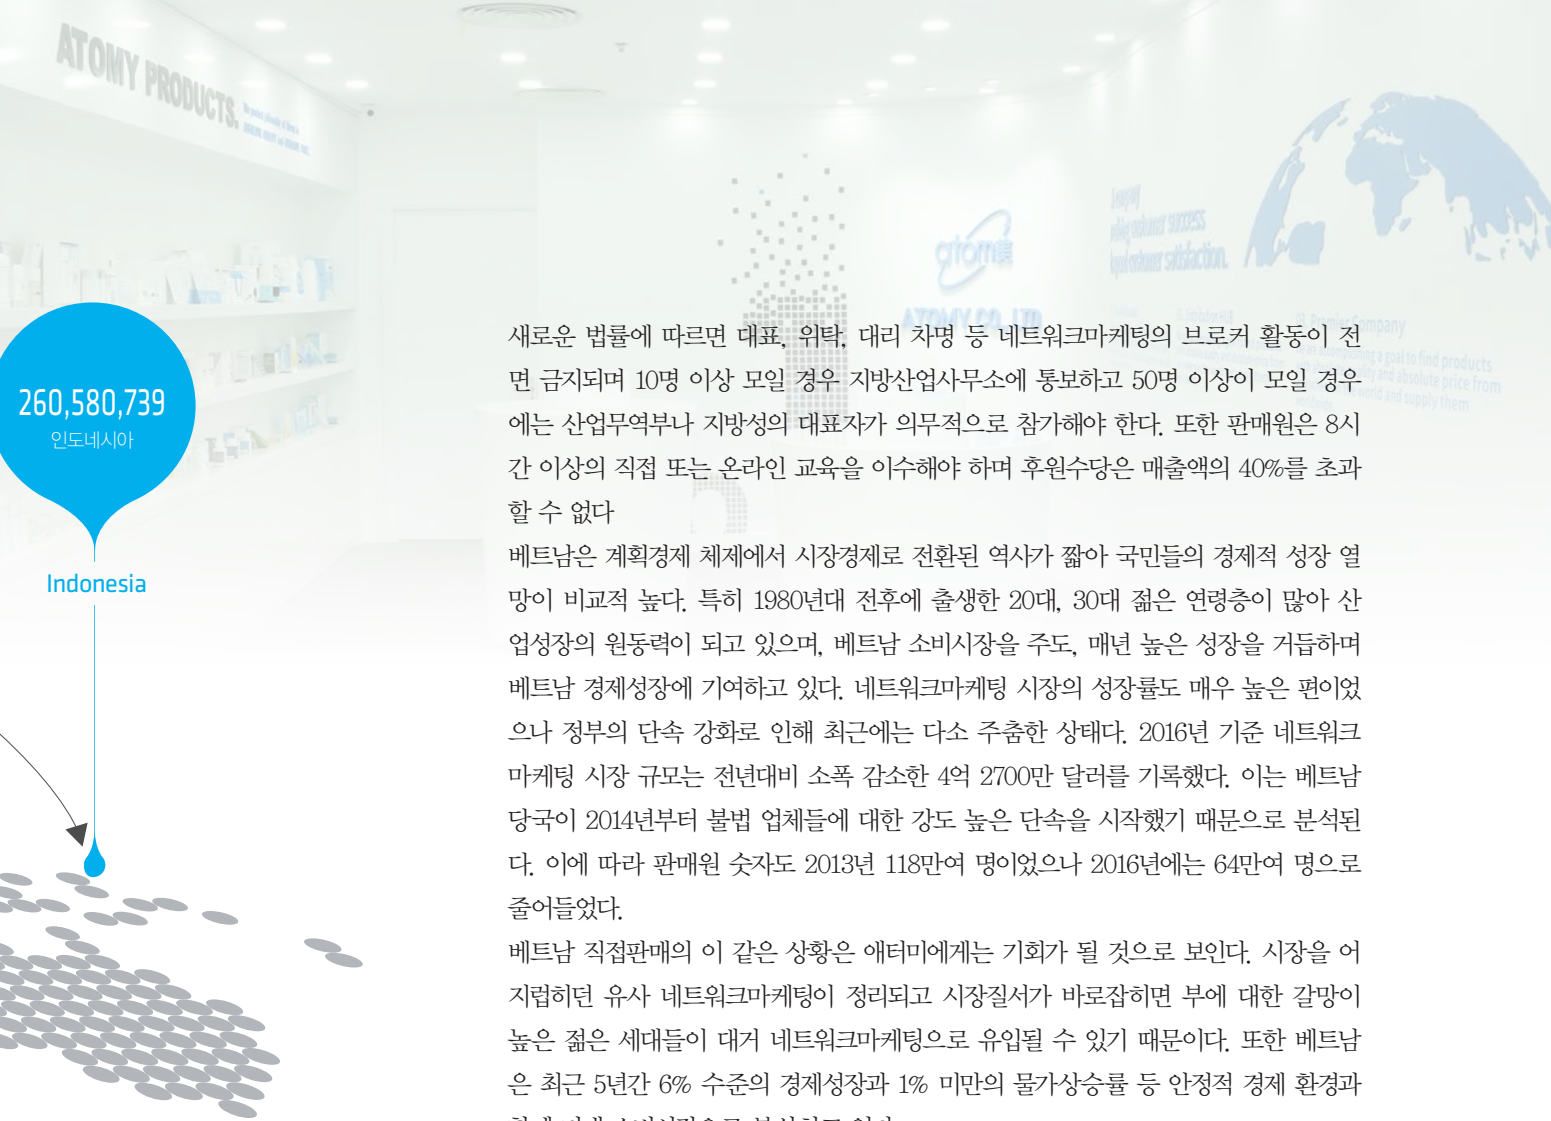 ATOMY PRODUCTS.
atom美
ATOMY CO., LTD
customer success
customer satisfaction.
Premier Company
a goal to find products
and absolute price from
and supply them
260,580,739
인도네시아
Indonesia
새로운 법률에 따르면 대표, 위탁, 대리 차명 등 네트워크마케팅의 브로커 활동이 전
면 금지되며 10명 이상 모일 경우 지방산업사무소에 통보하고 50명 이상이 모일 경우
에는 산업무역부나 지방성의 대표자가 의무적으로 참가해야 한다. 또한 판매원은 8시
간 이상의 직접 또는 온라인 교육을 이수해야 하며 후원수당은 매출액의 40%를 초과
할 수 없다
베트남은 계획경제 체제에서 시장경제로 전환된 역사가 짧아 국민들의 경제적 성장 열
망이 비교적 높다. 특히 1980년대 전후에 출생한 20대, 30대 젊은 연령층이 많아 산
업성장의 원동력이 되고 있으며, 베트남 소비시장을 주도, 매년 높은 성장을 거듭하며
베트남 경제성장에 기여하고 있다. 네트워크마케팅 시장의 성장률도 매우 높은 편이었
으나 정부의 단속 강화로 인해 최근에는 다소 주춤한 상태다. 2016년 기준 네트워크
마케팅 시장 규모는 전년대비 소폭 감소한 4억 2700만 달러를 기록했다. 이는 베트남
당국이 2014년부터 불법 업체들에 대한 강도 높은 단속을 시작했기 때문으로 분석된
다. 이에 따라 판매원 숫자도 2013년 118만여 명이었으나 2016년에는 64만여 명으로
줄어들었다.
베트남 직접판매의 이 같은 상황은 애터미에게는 기회가 될 것으로 보인다. 시장을 어
지럽히던 유사 네트워크마케팅이 정리되고 시장질서가 바로잡히면 부에 대한 갈망이
높은 젊은 세대들이 대거 네트워크마케팅으로 유입될 수 있기 때문이다. 또한 베트남
은 최근 5년간 6% 수준의 경제성장과 1% 미만의 물가상승률 등 안정적 경제 환경과